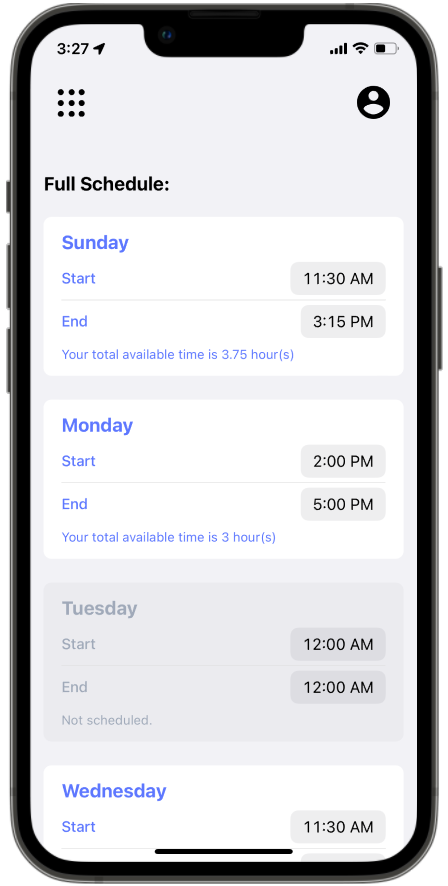 3:27
Full Schedule:
Sunday
Start 11:30 AM
End 3:15 PM
Your total available time is 3.75 hour(s)
Monday
Start 2:00 PM
End 5:00 PM
Your total available time is 3 hour(s)
Tuesday
Start 12:00 AM
End 12:00 AM
Not scheduled.
Wednesday
Start 11:30 AM